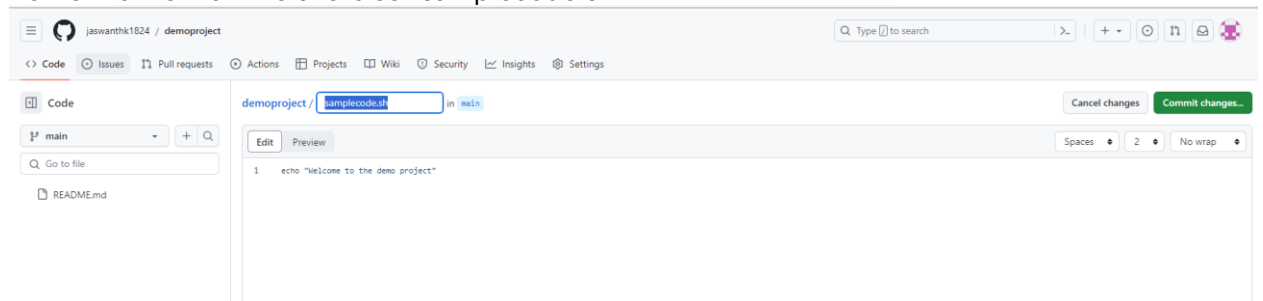 jaswanthk1824 / demoproject
Type / to search
<> Code Issues Pull requests Actions Projects Wiki Security Insights Settings
Code
demoproject / samplecode.sh in main
Cancel changes Commit changes...
main
Edit Preview
Spaces 2 No wrap
Go to file
1 echo "Welcome to the demo project"
README.md